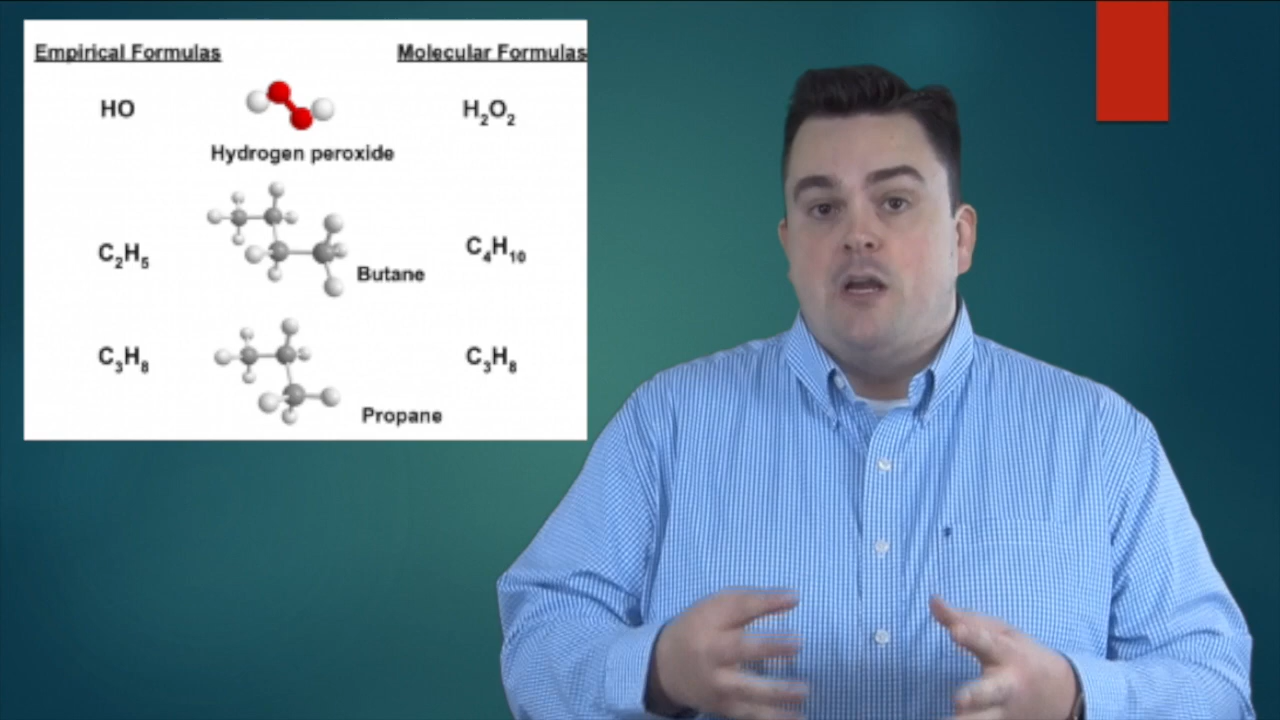 Empirical Formulas Molecular Formulas
HO H₂O₂
Hydrogen peroxide
C₂H₅ C₄H₁₀
Butane
C₃H₈ C₃H₈
Propane